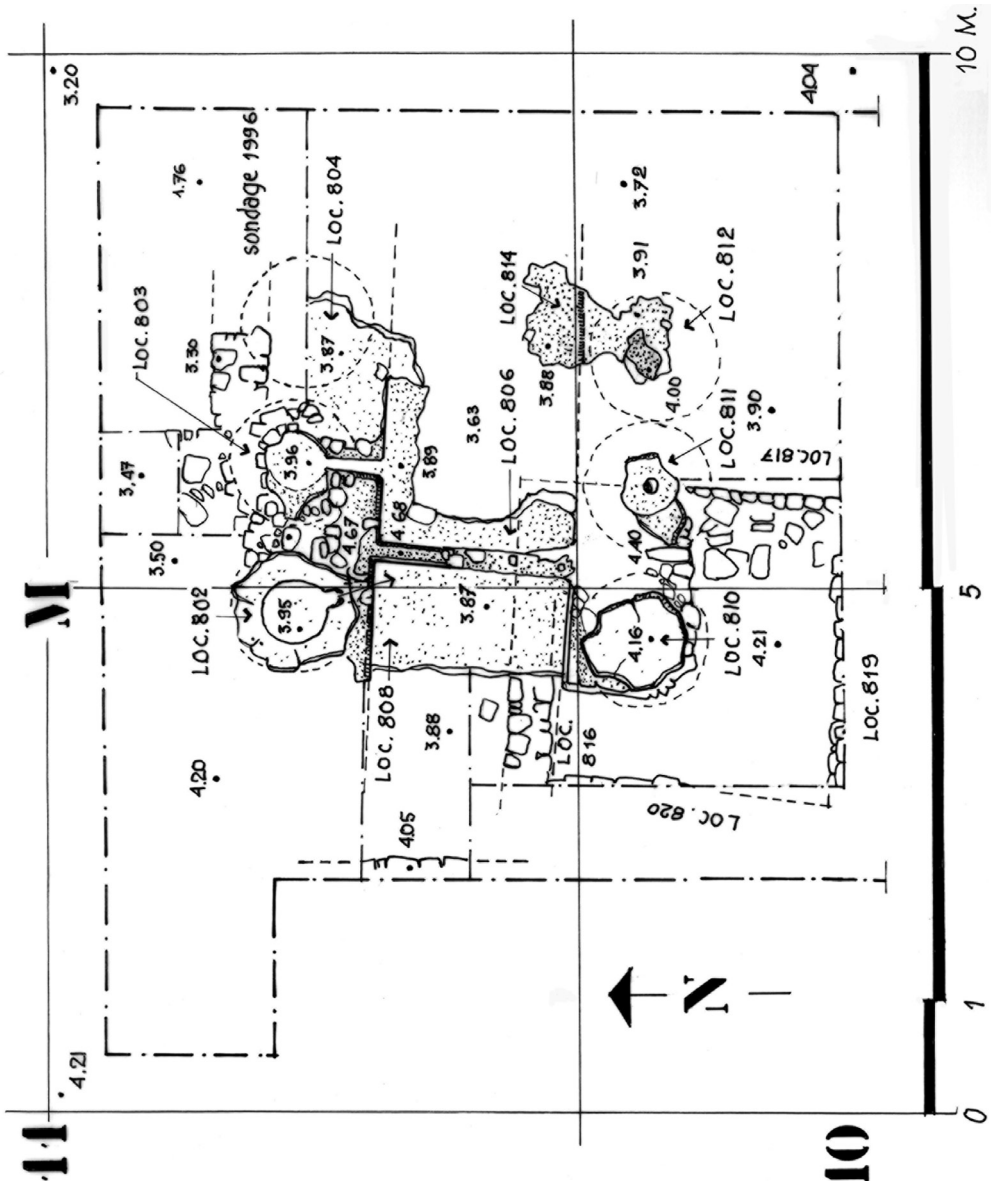 10 M.
3.20
4.04
1.76
sondage 1996
LOC. 804
3.72
3.91
LOC. 803
LOC. 814
LOC. 812
3.30
3.87
3.88
4.00
3.47
3.96
3.89
3.63
LOC. 806
3.90
LOC. 811
LOC. 817
3.50
4.67
4.68
4.40
M
5
LOC. 802
3.95
3.87
4.16
LOC. 810
4.21
LOC. 808
3.88
LOC. 816
LOC. 819
4.20
4.05
LOC. 820
N
1
4.21
0
11
10